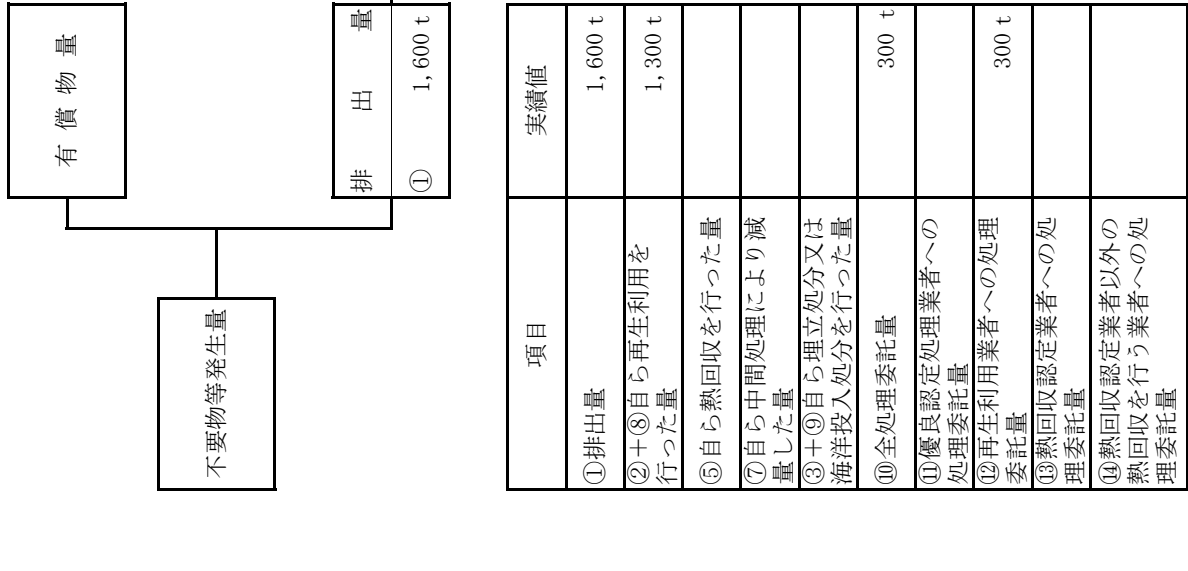 有償物量
不要物等発生量
排出量
① 1,600 t
項目 実績値
①排出量 1,600 t
②+⑧自ら再生利用を
行った量 1,300 t
⑤自ら熱回収を行った量
⑦自ら中間処理により減
量した量
③+⑨自ら埋立処分又は
海洋投入処分を行った量
⑩全処理委託量 300 t
⑪優良認定処理業者への
処理委託量
⑫再生利用業者への処理
委託量 300 t
⑬熱回収認定業者への処
理委託量
⑭熱回収認定業者以外の
熱回収を行う業者への処
理委託量